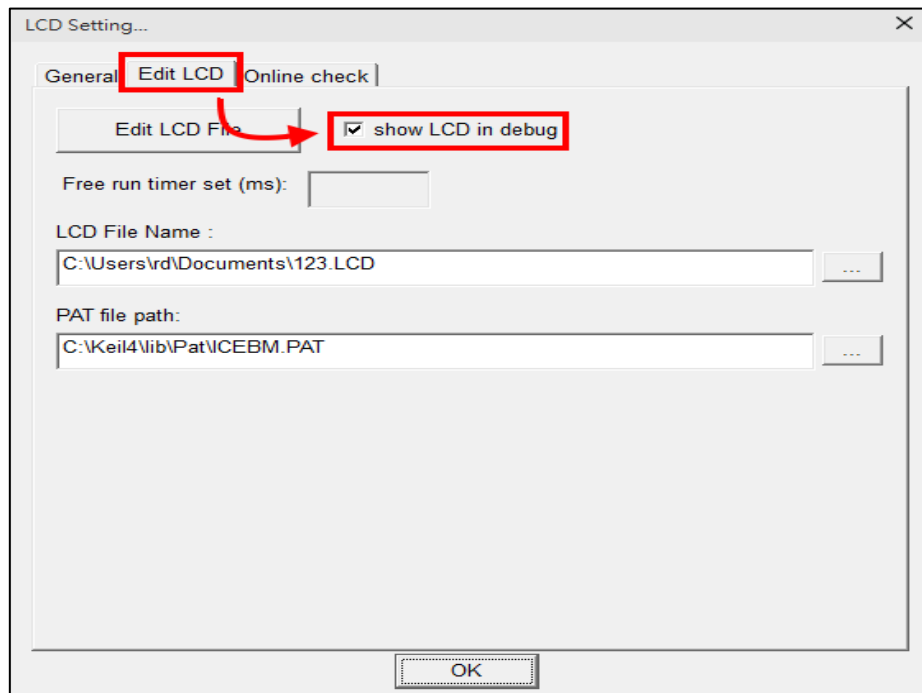 LCD Setting...
General Edit LCD Online check
Edit LCD File show LCD in debug
Free run timer set (ms):
LCD File Name :
C:\Users\rd\Documents\123.LCD ...
PAT file path:
C:\Keil4\lib\Pat\ICEBM.PAT ...
OK